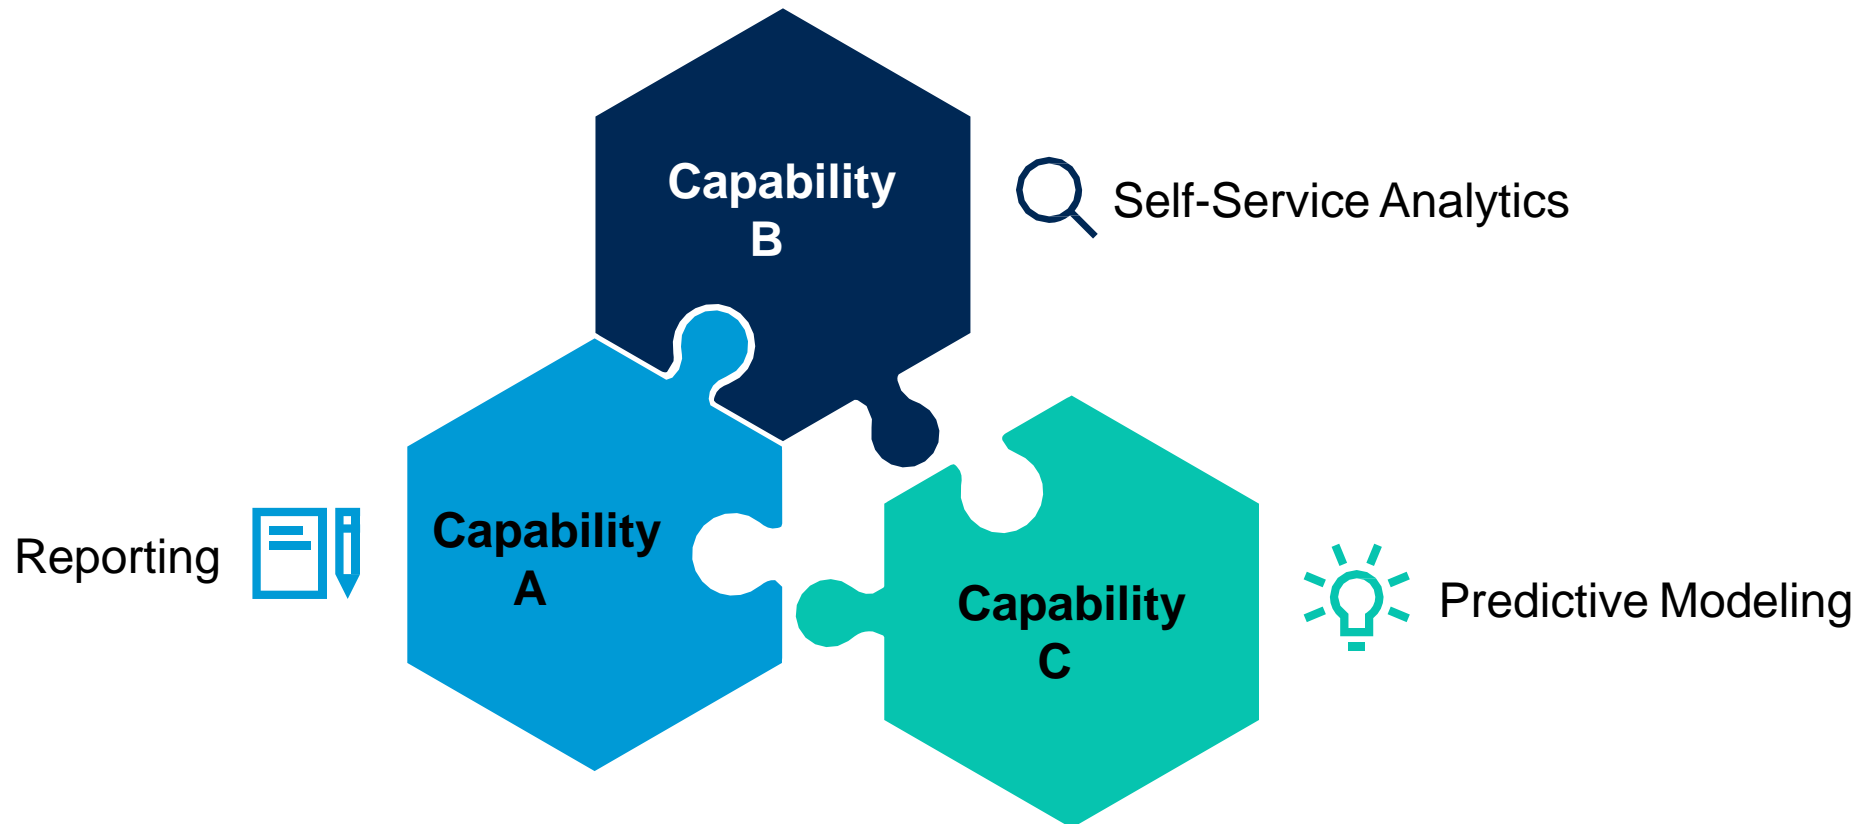 Capability
B
Self-Service Analytics
Reporting
Capability
A
Capability
C
Predictive Modeling